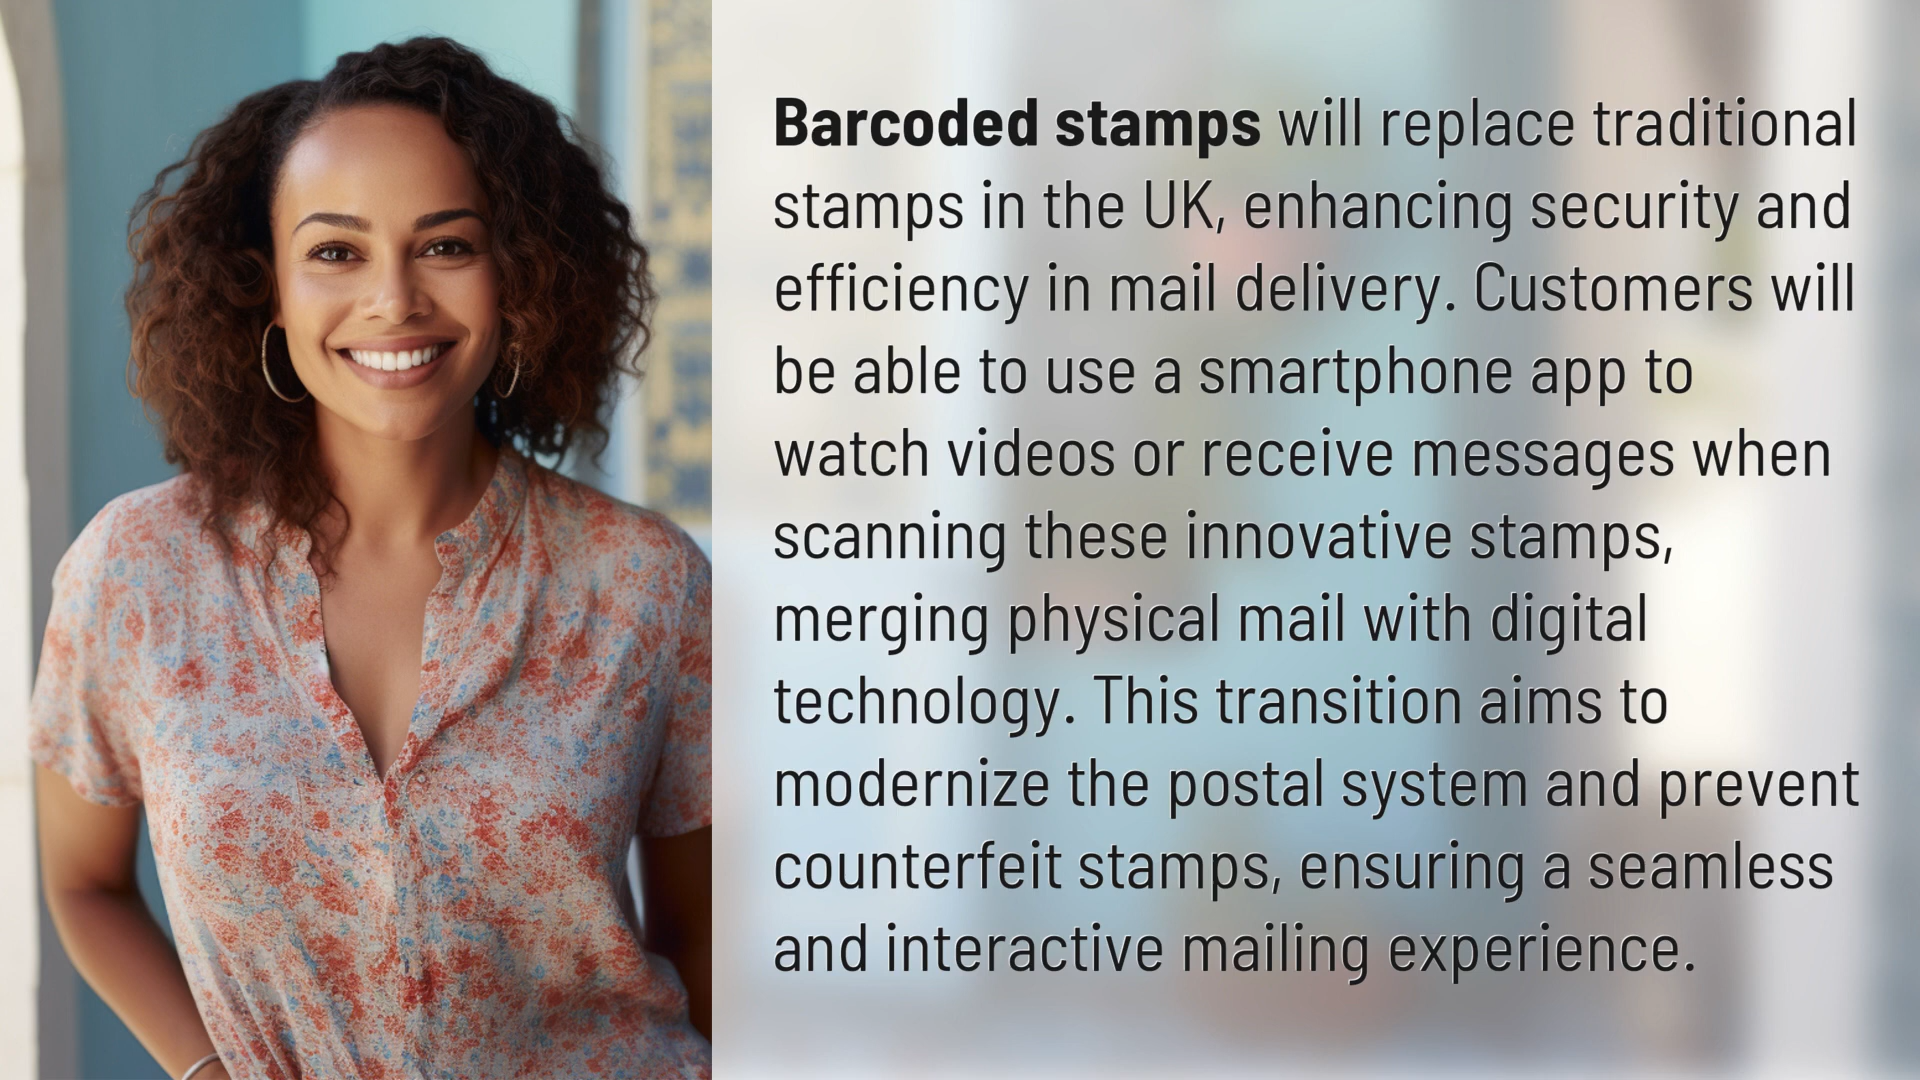 Barcoded stamps will replace traditional
stamps in the UK, enhancing security and
efficiency in mail delivery. Customers will
be able to use a smartphone app to
watch videos or receive messages when
scanning these innovative stamps,
merging physical mail with digital
technology. This transition aims to
modernize the postal system and prevent
counterfeit stamps, ensuring a seamless
and interactive mailing experience.